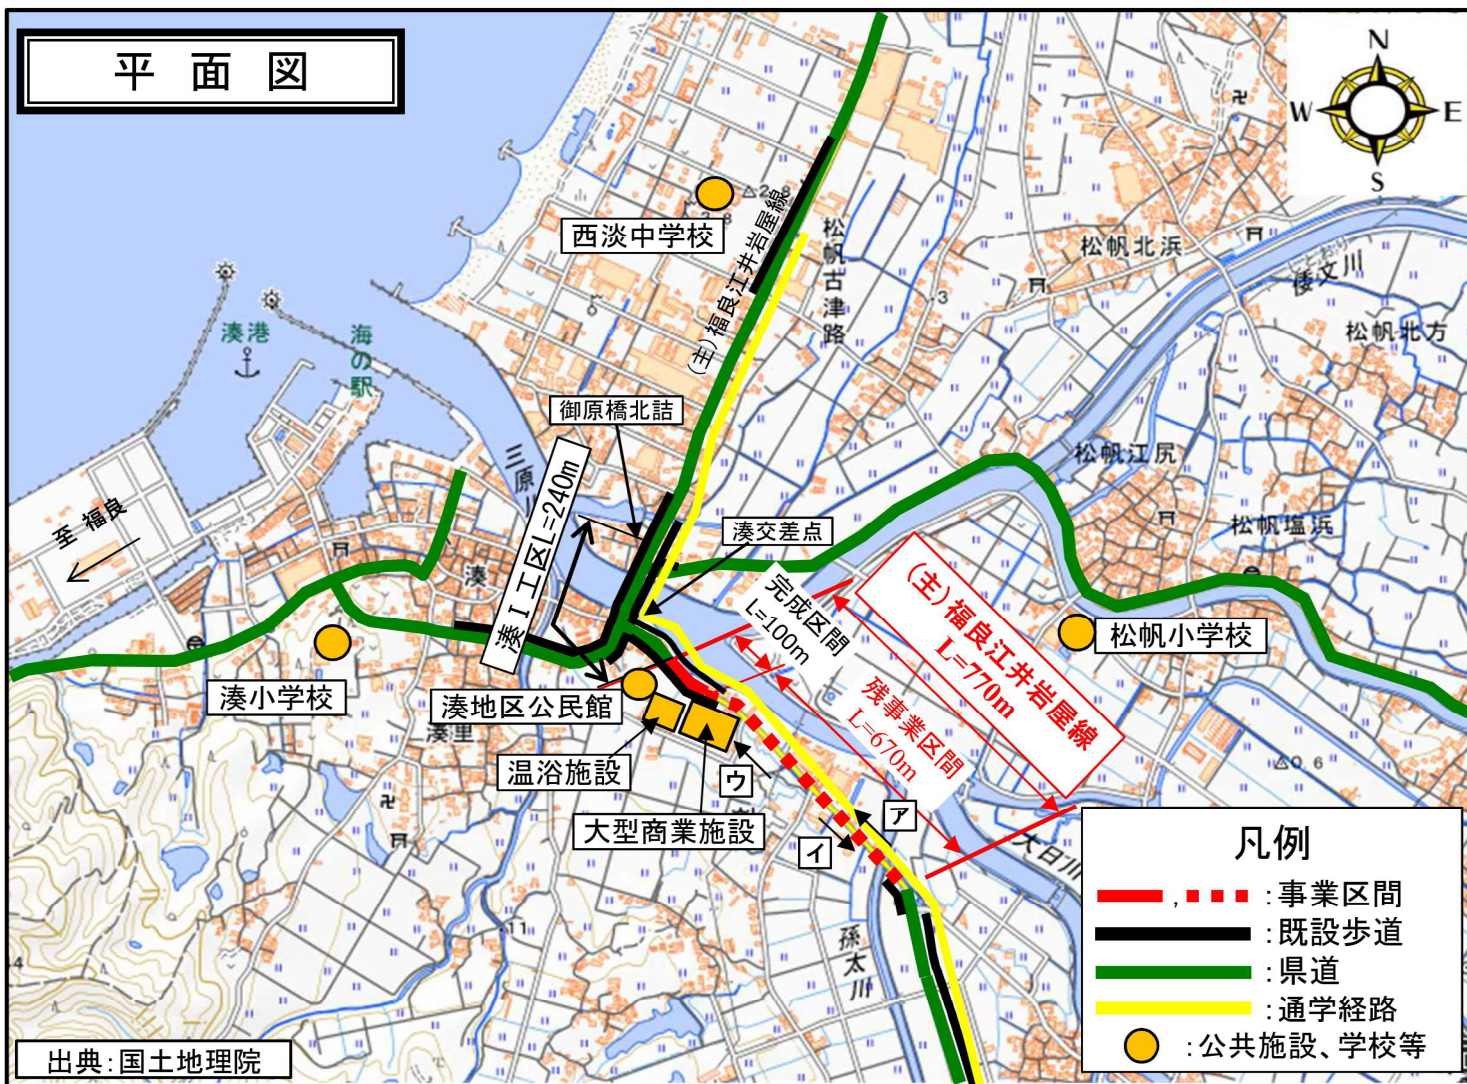 平面図
N
W
E
S
西淡中学校
(主)福良江井岩屋線
松帆古津路
松帆北浜
倭文川
松帆北方
湊港
海の駅
御原橋北詰
三原川
松帆江尻
松帆塩浜
至 福良
湊Ⅰ工区L=240m
湊交差点
湊
完成区間
L=100m
(主)福良江井岩屋線
L=770m
松帆小学校
湊小学校
湊地区公民館
湊里
残事業区間
L=670m
温浴施設
ウ
大型商業施設
ア
イ
0.6
大日川
孫太川
11
凡例
, : 事業区間
: 既設歩道
: 県道
: 通学経路
: 公共施設、学校等
出典:国土地理院